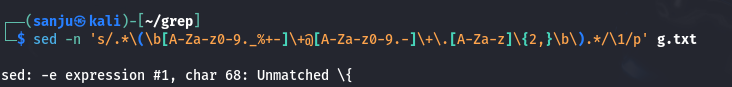 ┌──(sanju㉿kali)-[~/grep]
└─$ sed -n 's/.*\(\b[A-Za-z0-9._%+-]\+@[A-Za-z0-9.-]\+\.[A-Za-z]\{2,}\b\).*/\1/p' g.txt
sed: -e expression #1, char 68: Unmatched \{